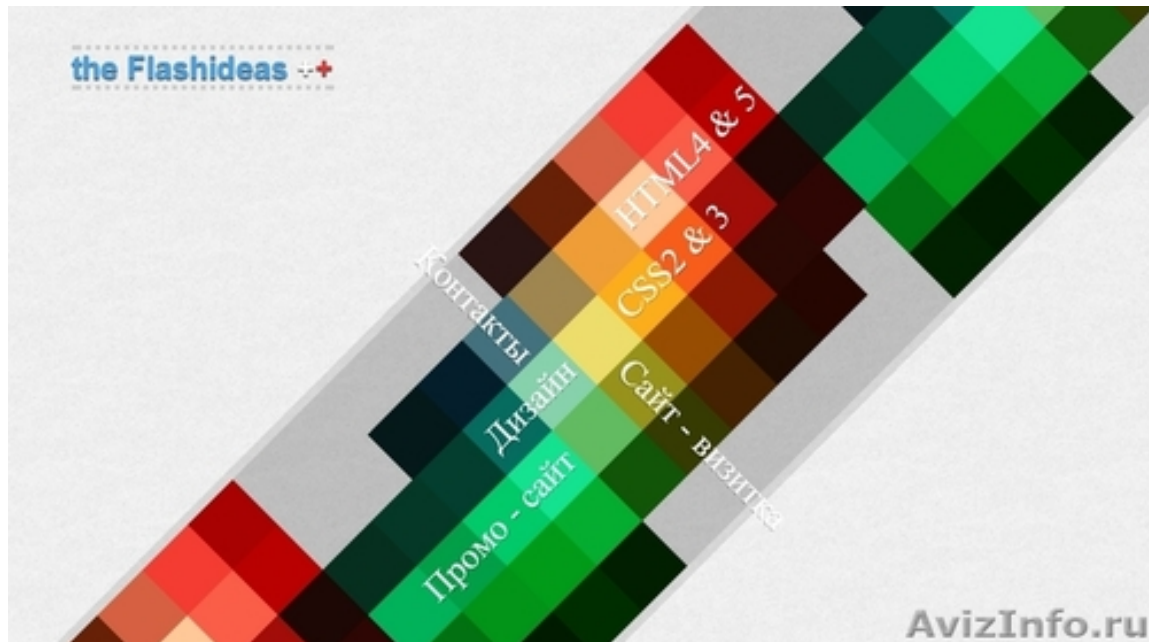 the Flashideas
HTML4 & 5
CSS2 & 3
Контакты
Дизайн
Сайт - визитка
Промо - сайт
AvizInfo.ru